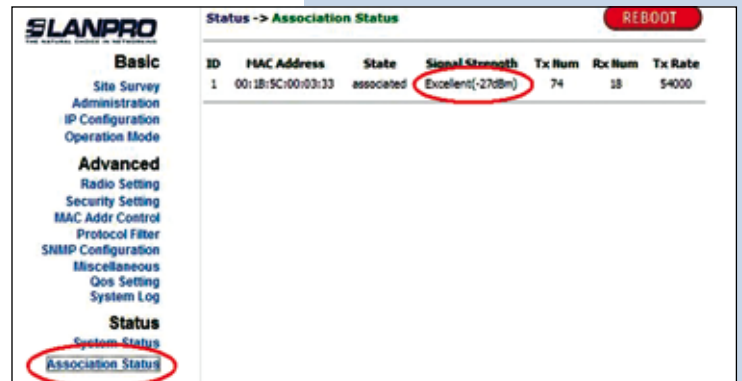 SLANPRO
THE NATURAL CHOICE IN NETWORKING
Basic
Site Survey
Administration
IP Configuration
Operation Mode
Advanced
Radio Setting
Security Setting
MAC Addr Control
Protocol Filter
SNMP Configuration
Miscellaneous
Qos Setting
System Log
Status
System Status
Association Status
Status -> Association Status
REBOOT
ID MAC Address State Signal Strength Tx Num Rx Num Tx Rate
1 00:1B:5C:00:03:33 associated Excellent(-27dBm) 74 18 54000